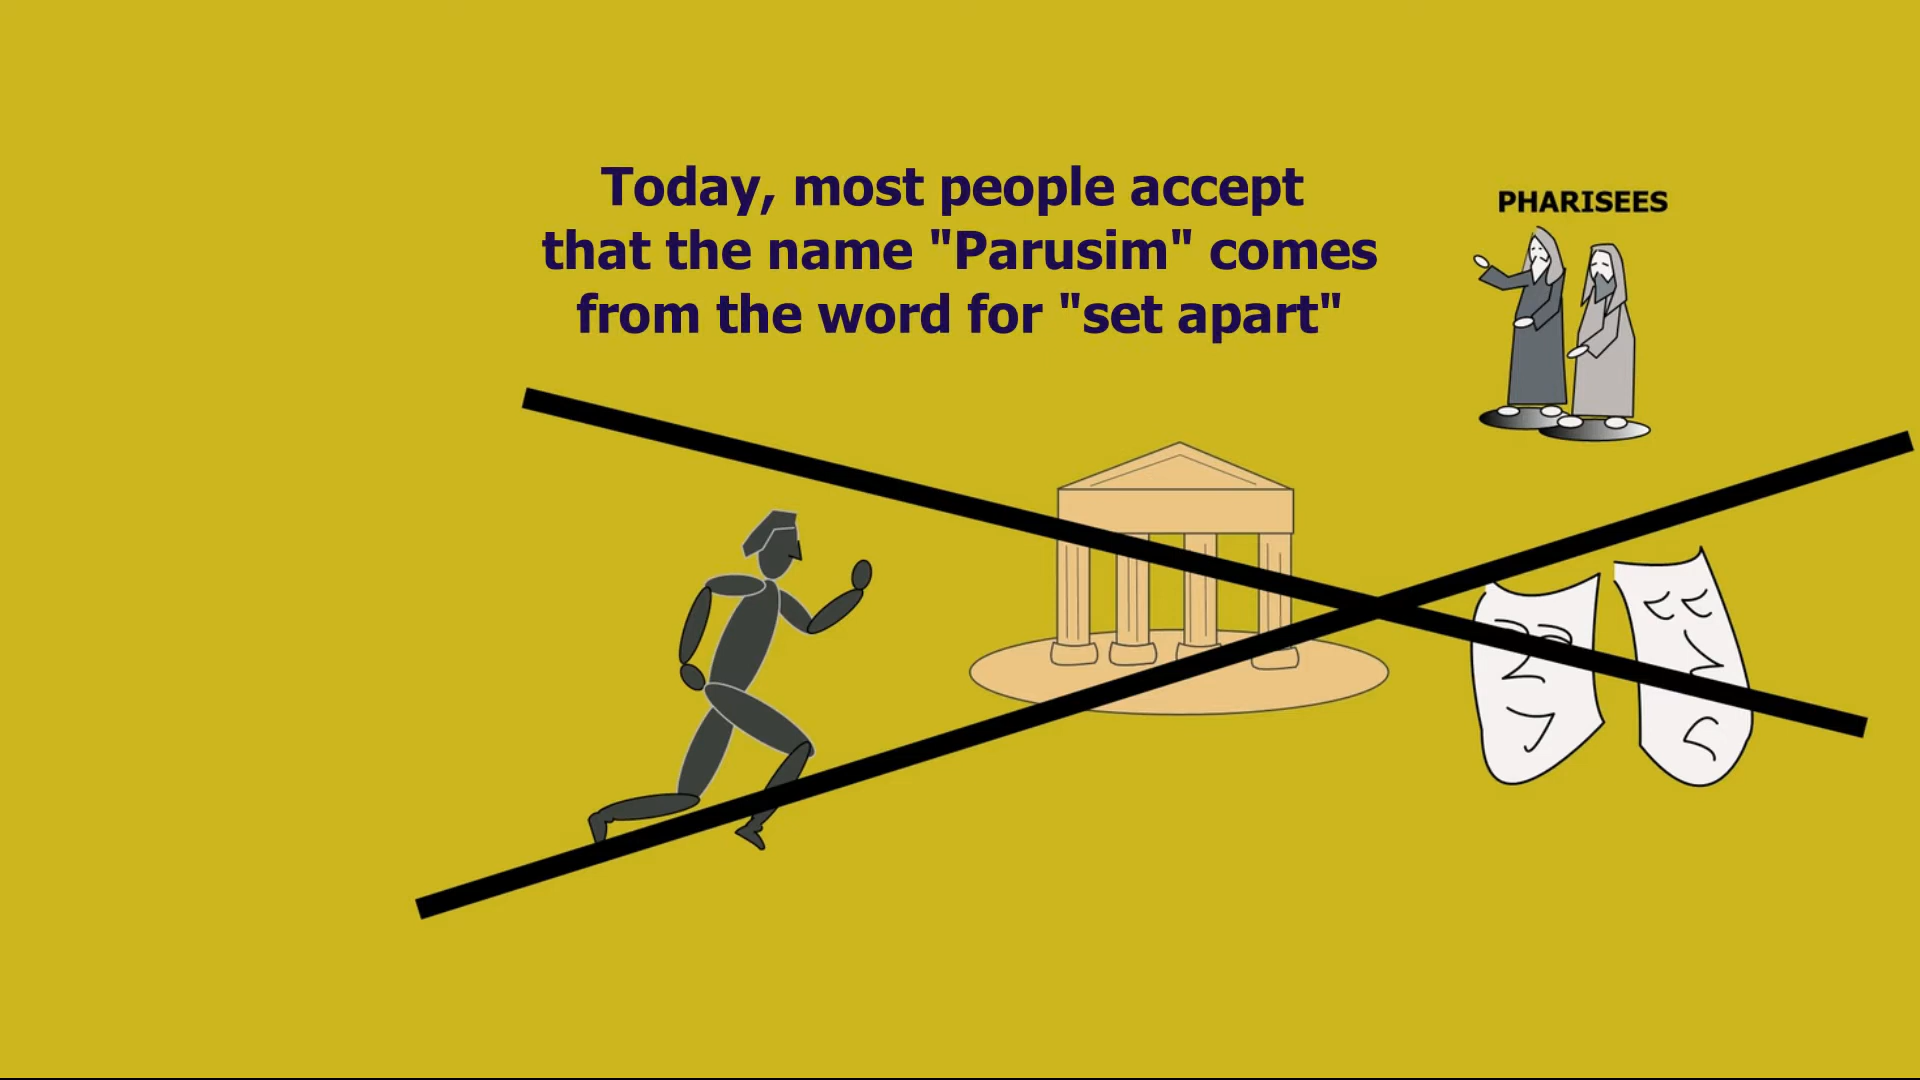 Today, most people accept
that the name "Parusim" comes
from the word for "set apart"
PHARISEES